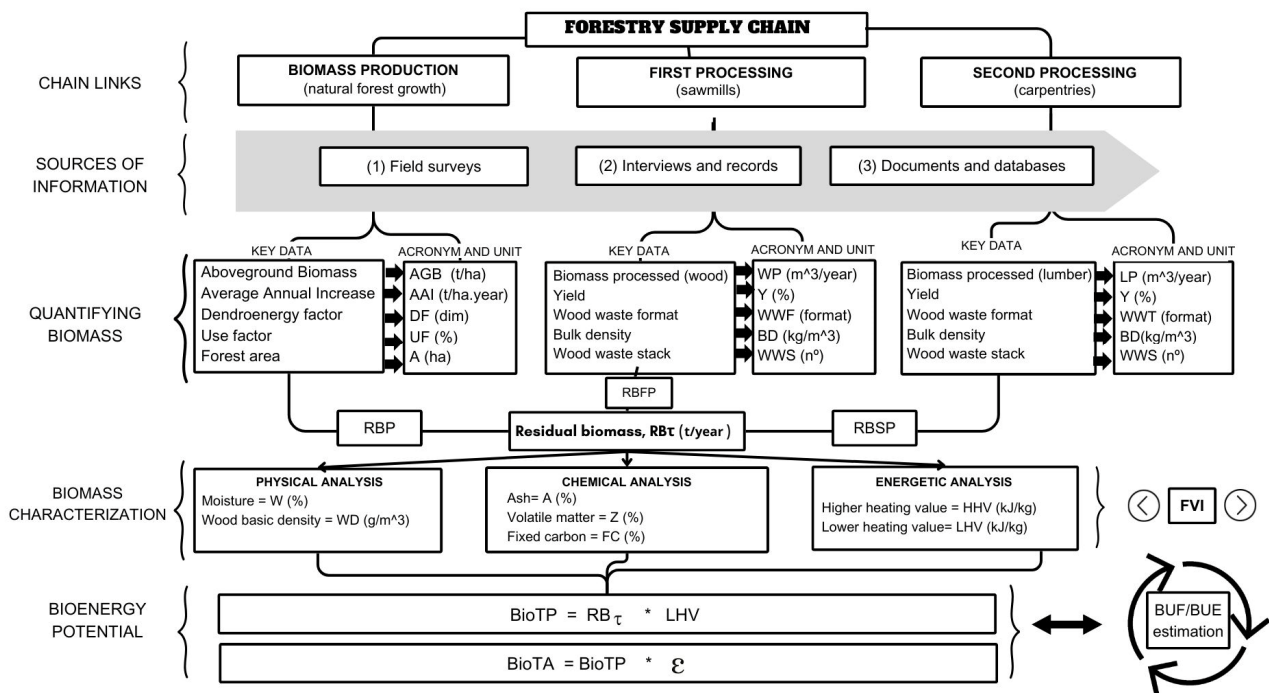 FORESTRY SUPPLY CHAIN
CHAIN LINKS
BIOMASS PRODUCTION
(natural forest growth)
FIRST PROCESSING
(sawmills)
SECOND PROCESSING
(carpentries)
SOURCES OF
INFORMATION
(1) Field surveys
(2) Interviews and records
(3) Documents and databases
QUANTIFYING
BIOMASS
KEY DATA
Aboveground Biomass
Average Annual Increase
Dendroenergy factor
Use factor
Forest area
ACRONYM AND UNIT
AGB (t/ha)
AAI (t/ha.year)
DF (dim)
UF (%)
A (ha)
KEY DATA
Biomass processed (wood)
Yield
Wood waste format
Bulk density
Wood waste stack
ACRONYM AND UNIT
WP (m^3/year)
Y (%)
WWF (format)
BD (kg/m^3)
WWS (nº)
KEY DATA
Biomass processed (lumber)
Yield
Wood waste format
Bulk density
Wood waste stack
ACRONYM AND UNIT
LP (m^3/year)
Y (%)
WWT (format)
BD(kg/m^3)
WWS (nº)
RBP
RBFP
RBSP
Residual biomass, RBτ (t/year)
BIOMASS
CHARACTERIZATION
PHYSICAL ANALYSIS
Moisture = W (%)
Wood basic density = WD (g/m^3)
CHEMICAL ANALYSIS
Ash= A (%)
Volatile matter = Z (%)
Fixed carbon = FC (%)
ENERGETIC ANALYSIS
Higher heating value = HHV (kJ/kg)
Lower heating value= LHV (kJ/kg)
FVI
BIOENERGY
POTENTIAL
BioTP = RB τ * LHV
BioTA = BioTP * ε
BUF/BUE
estimation